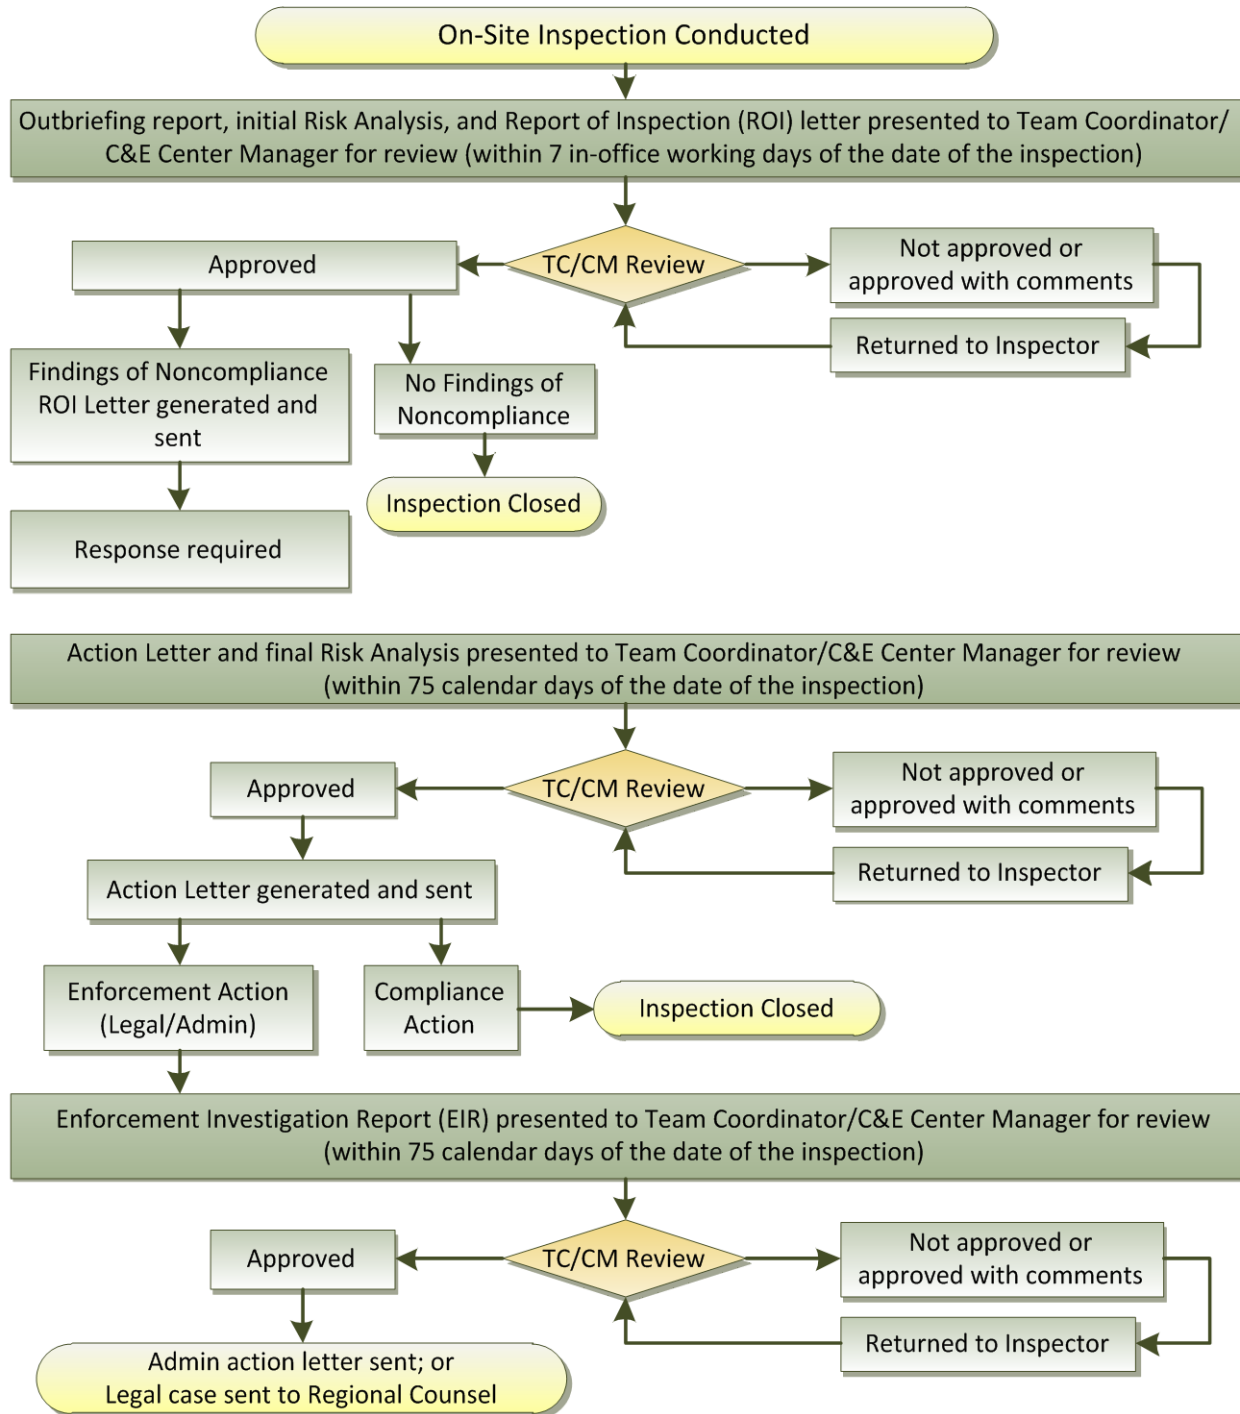 On-Site Inspection Conducted
Outbriefing report, initial Risk Analysis, and Report of Inspection (ROI) letter presented to Team Coordinator/
C&E Center Manager for review (within 7 in-office working days of the date of the inspection)
Approved
TC/CM Review
Not approved or
approved with comments
Returned to Inspector
Findings of Noncompliance
ROI Letter generated and
sent
No Findings of
Noncompliance
Inspection Closed
Response required
Action Letter and final Risk Analysis presented to Team Coordinator/C&E Center Manager for review
(within 75 calendar days of the date of the inspection)
Approved
TC/CM Review
Not approved or
approved with comments
Returned to Inspector
Action Letter generated and sent
Enforcement Action
(Legal/Admin)
Compliance
Action
Inspection Closed
Enforcement Investigation Report (EIR) presented to Team Coordinator/C&E Center Manager for review
(within 75 calendar days of the date of the inspection)
Approved
TC/CM Review
Not approved or
approved with comments
Returned to Inspector
Admin action letter sent; or
Legal case sent to Regional Counsel